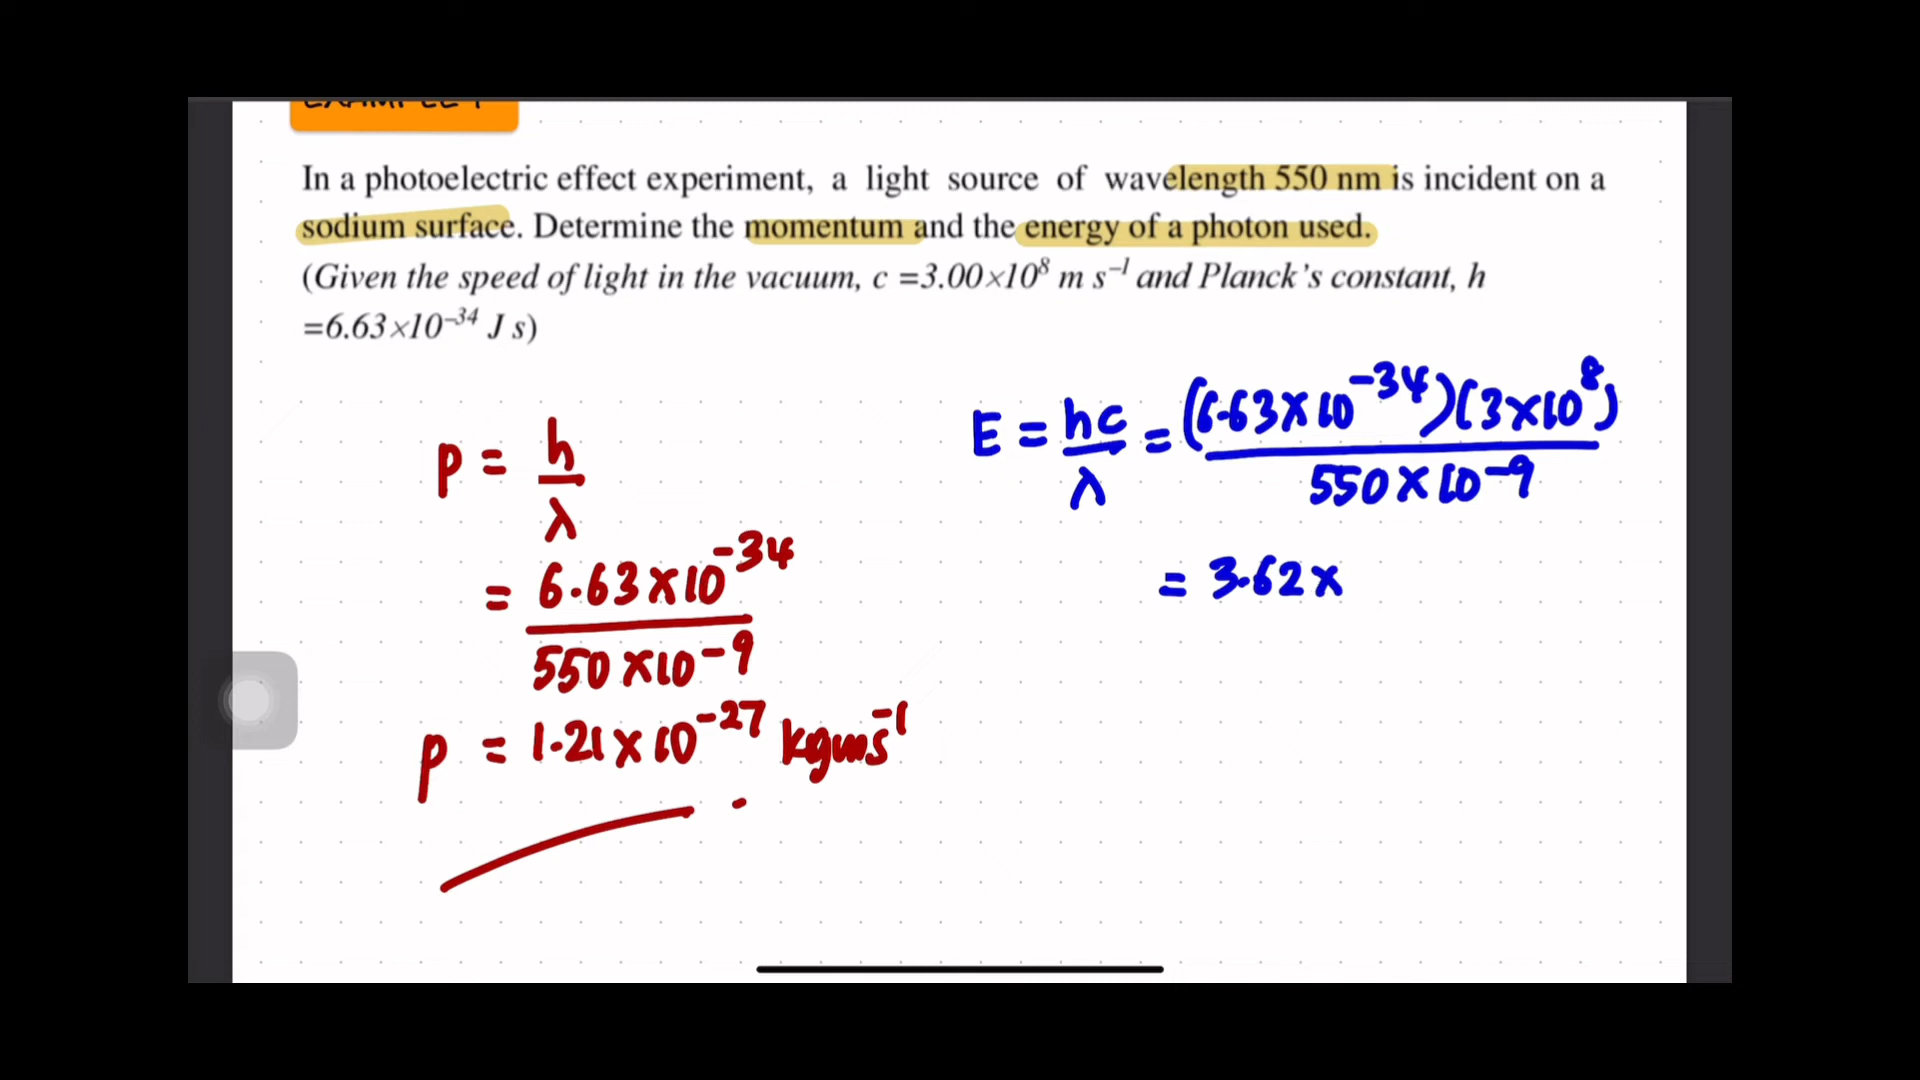 In a photoelectric effect experiment, a light source of wavelength 550 nm is incident on a
sodium surface. Determine the momentum and the energy of a photon used.
(Given the speed of light in the vacuum, c =3.00×10⁸ m s⁻¹ and Planck's constant, h
=6.63×10⁻³⁴ J s)
p = h/λ
= 6.63×10⁻³⁴ / 550×10⁻⁹
p = 1.21×10⁻²⁷ kgms⁻¹
E = hc/λ = (6.63×10⁻³⁴)(3×10⁸) / 550×10⁻⁹
= 3.62×